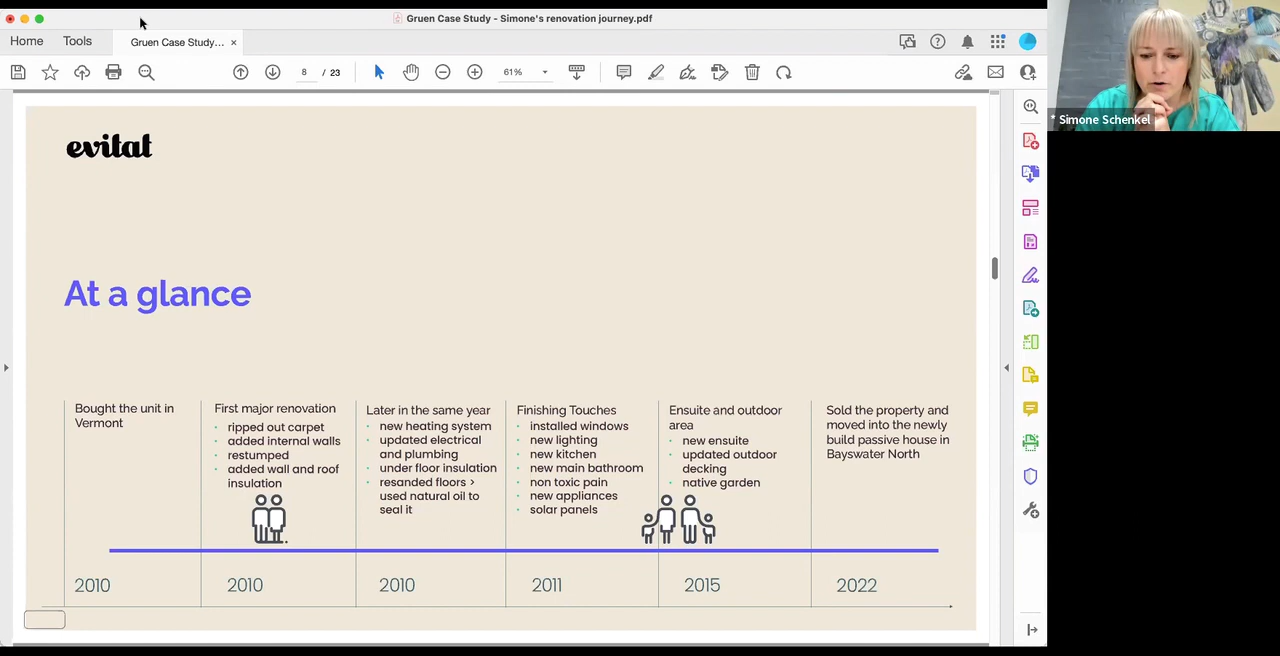 Gruen Case Study - Simone's renovation journey.pdf
Home
Tools
Gruen Case Study...
8 / 23
61%
* Simone Schenkel
evitat
At a glance
Bought the unit in
Vermont
2010
First major renovation
ripped out carpet
added internal walls
restumped
added wall and roof
insulation
2010
Later in the same year
new heating system
updated electrical
and plumbing
under floor insulation
resanded floors >
used natural oil to
seal it
2010
Finishing Touches
installed windows
new lighting
new kitchen
new main bathroom
non toxic pain
new appliances
solar panels
2011
Ensuite and outdoor
area
new ensuite
updated outdoor
decking
native garden
2015
Sold the property and
moved into the newly
build passive house in
Bayswater North
2022